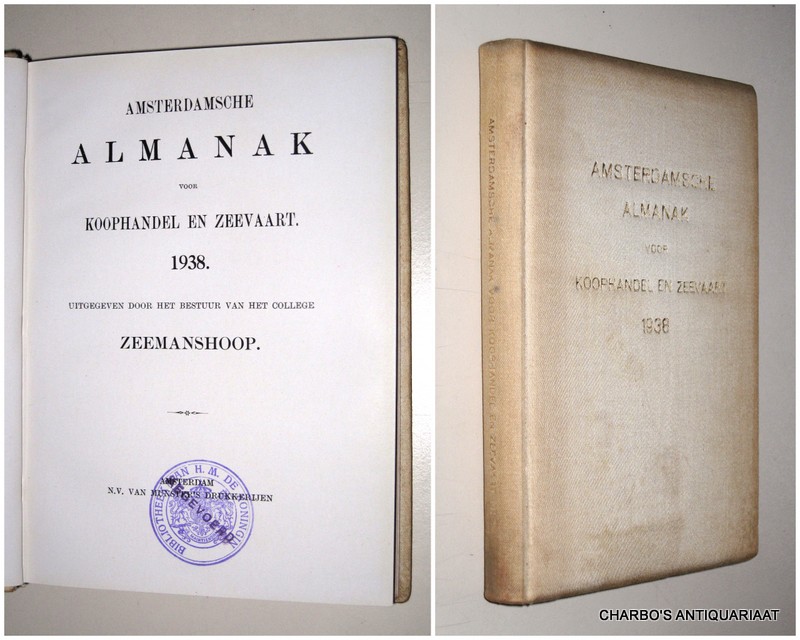 AMSTERDAMSCHE
ALMANAK
VOOR
KOOPHANDEL EN ZEEVAART.
1938.
UITGEGEVEN DOOR HET BESTUUR VAN HET COLLEGE
ZEEMANSHOOP.
AMSTERDAM
N.V. VAN MUNSTER'S DRUKKERIJEN
BIBLIOTHEEK VAN H. M. DE KONINGIN
AFGEVOERD
AMSTERDAMSCHE ALMANAK VOOR KOOPHANDEL EN ZEEVAART
AMSTERDAMSCHE
ALMANAK
VOOR
KOOPHANDEL EN ZEEVAART
1938
CHARBO'S ANTIQUARIAAT